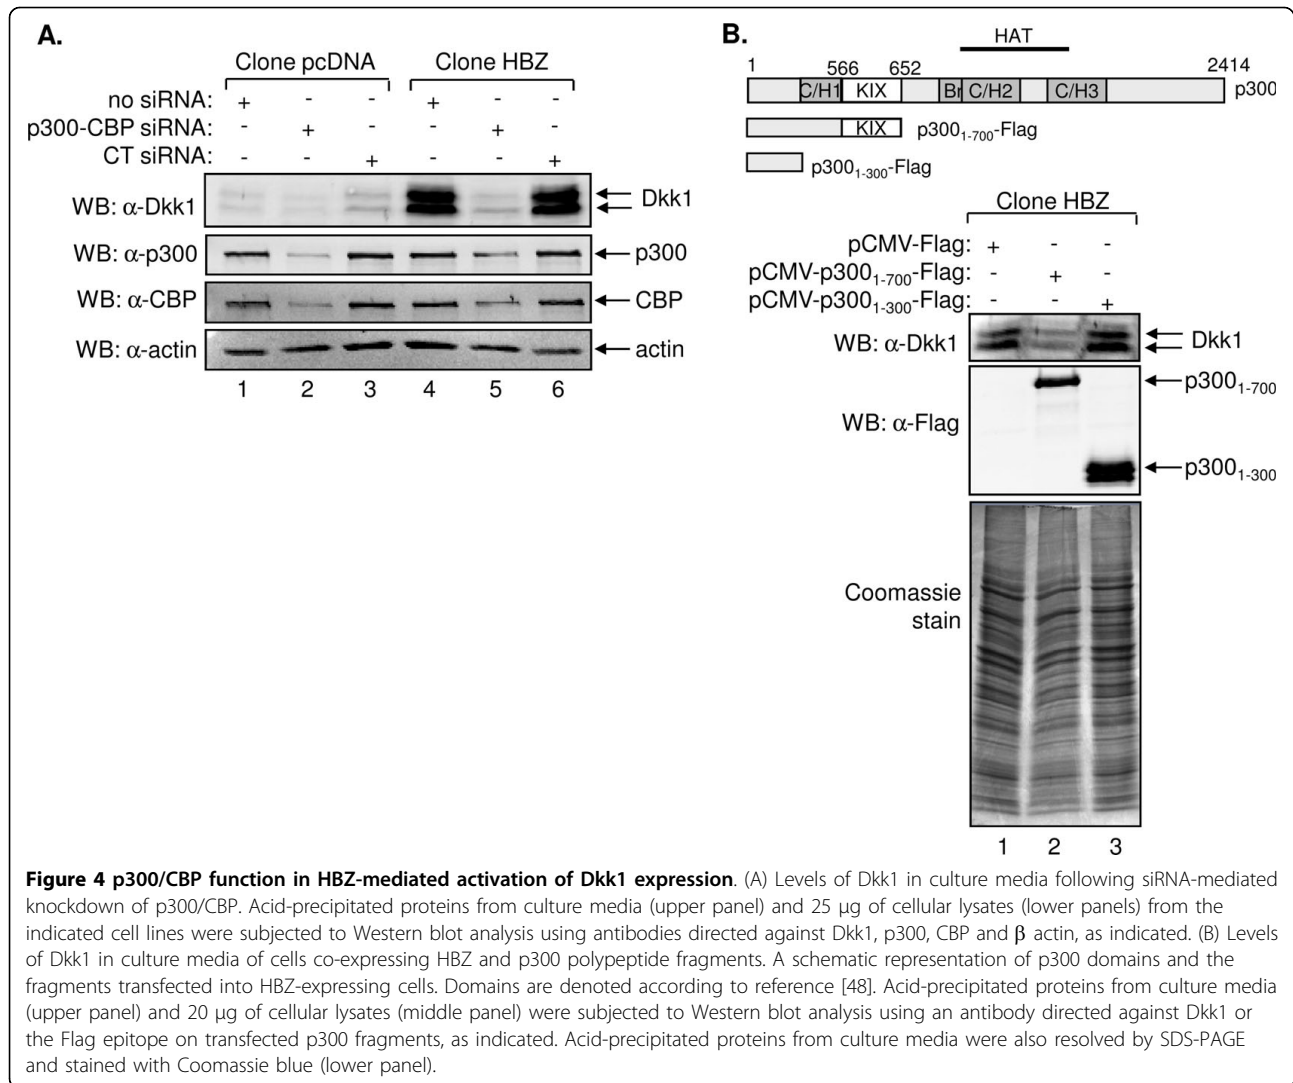 A.
Clone pcDNA Clone HBZ
no siRNA: + - - + - -
p300-CBP siRNA: - + - - + -
CT siRNA: - - + - - +
WB: α-Dkk1 Dkk1
WB: α-p300 p300
WB: α-CBP CBP
WB: α-actin actin
1 2 3 4 5 6
B.
HAT
1 566 652 2414
C/H1 KIX Br C/H2 C/H3 p300
KIX p3001-700-Flag
p3001-300-Flag
Clone HBZ
pCMV-Flag: + - -
pCMV-p3001-700-Flag: - + -
pCMV-p3001-300-Flag: - - +
WB: α-Dkk1 Dkk1
p3001-700
WB: α-Flag
p3001-300
Coomassie
stain
1 2 3
Figure 4 p300/CBP function in HBZ-mediated activation of Dkk1 expression. (A) Levels of Dkk1 in culture media following siRNA-mediated
knockdown of p300/CBP. Acid-precipitated proteins from culture media (upper panel) and 25 μg of cellular lysates (lower panels) from the
indicated cell lines were subjected to Western blot analysis using antibodies directed against Dkk1, p300, CBP and β actin, as indicated. (B) Levels
of Dkk1 in culture media of cells co-expressing HBZ and p300 polypeptide fragments. A schematic representation of p300 domains and the
fragments transfected into HBZ-expressing cells. Domains are denoted according to reference [48]. Acid-precipitated proteins from culture media
(upper panel) and 20 μg of cellular lysates (middle panel) were subjected to Western blot analysis using an antibody directed against Dkk1 or
the Flag epitope on transfected p300 fragments, as indicated. Acid-precipitated proteins from culture media were also resolved by SDS-PAGE
and stained with Coomassie blue (lower panel).